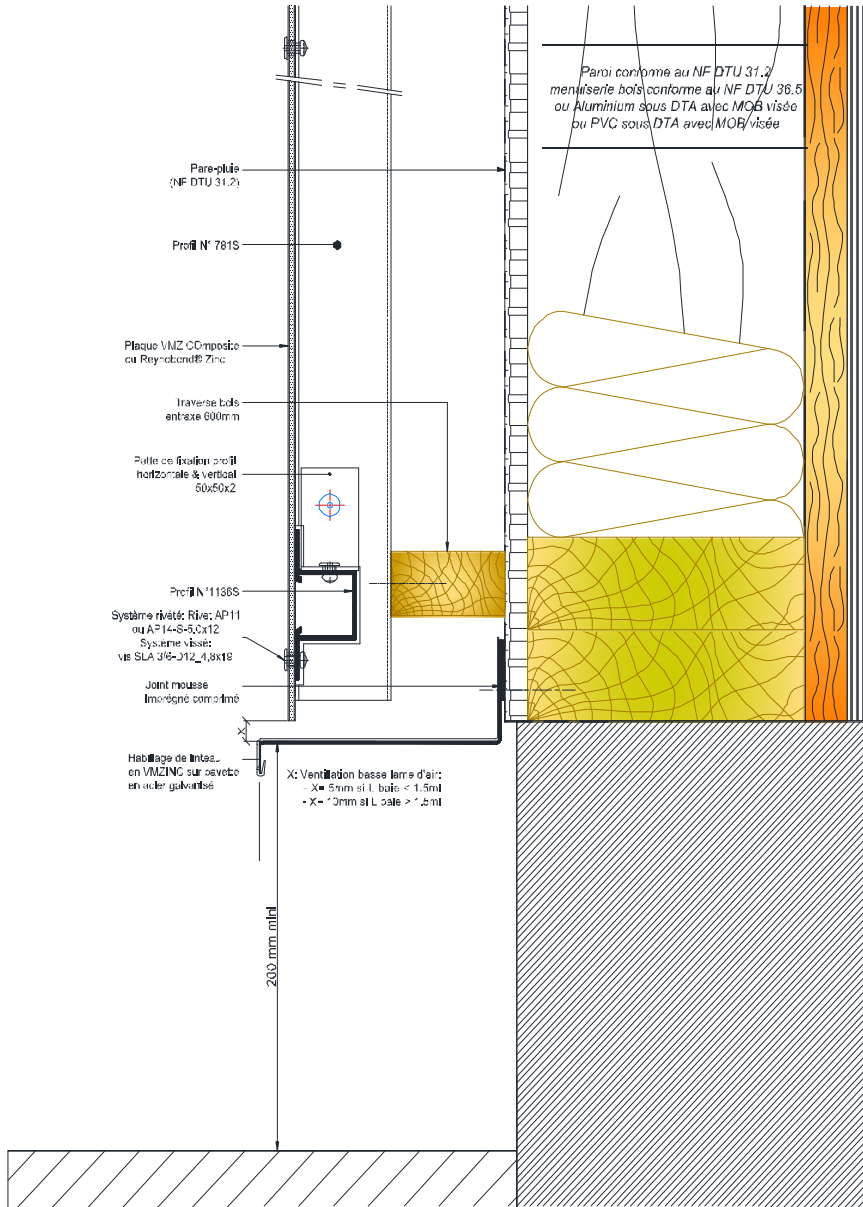 Paroi conforme au NF DTU 31.2
menuiserie bois conforme au NF DTU 36.5
ou Aluminium sous DTA avec MOB visée
ou PVC sous DTA avec MOB visée
Pare-pluie
(NF DTU 31.2)
Profil N° 781S
Plaque VMZ COmposite
ou Reynobond® Zinc
Traverse bois
entraxe 600mm
Patte de fixation profil
horizontale & vertical
50x50x2
Profil N°1136S
Système riveté: Rivet AP11
ou AP14-S-5,0x12
Système vissé:
vis SLA 3/6-D12_4,8x19
Joint mousse
imprégné comprimé
X
Habillage de linteau
en VMZINC sur bavette
en acier galvanisé
X: Ventilation basse lame d'air:
- X= 5mm si L baie < 1.5ml
- X= 10mm si L baie > 1.5ml
200 mm mini